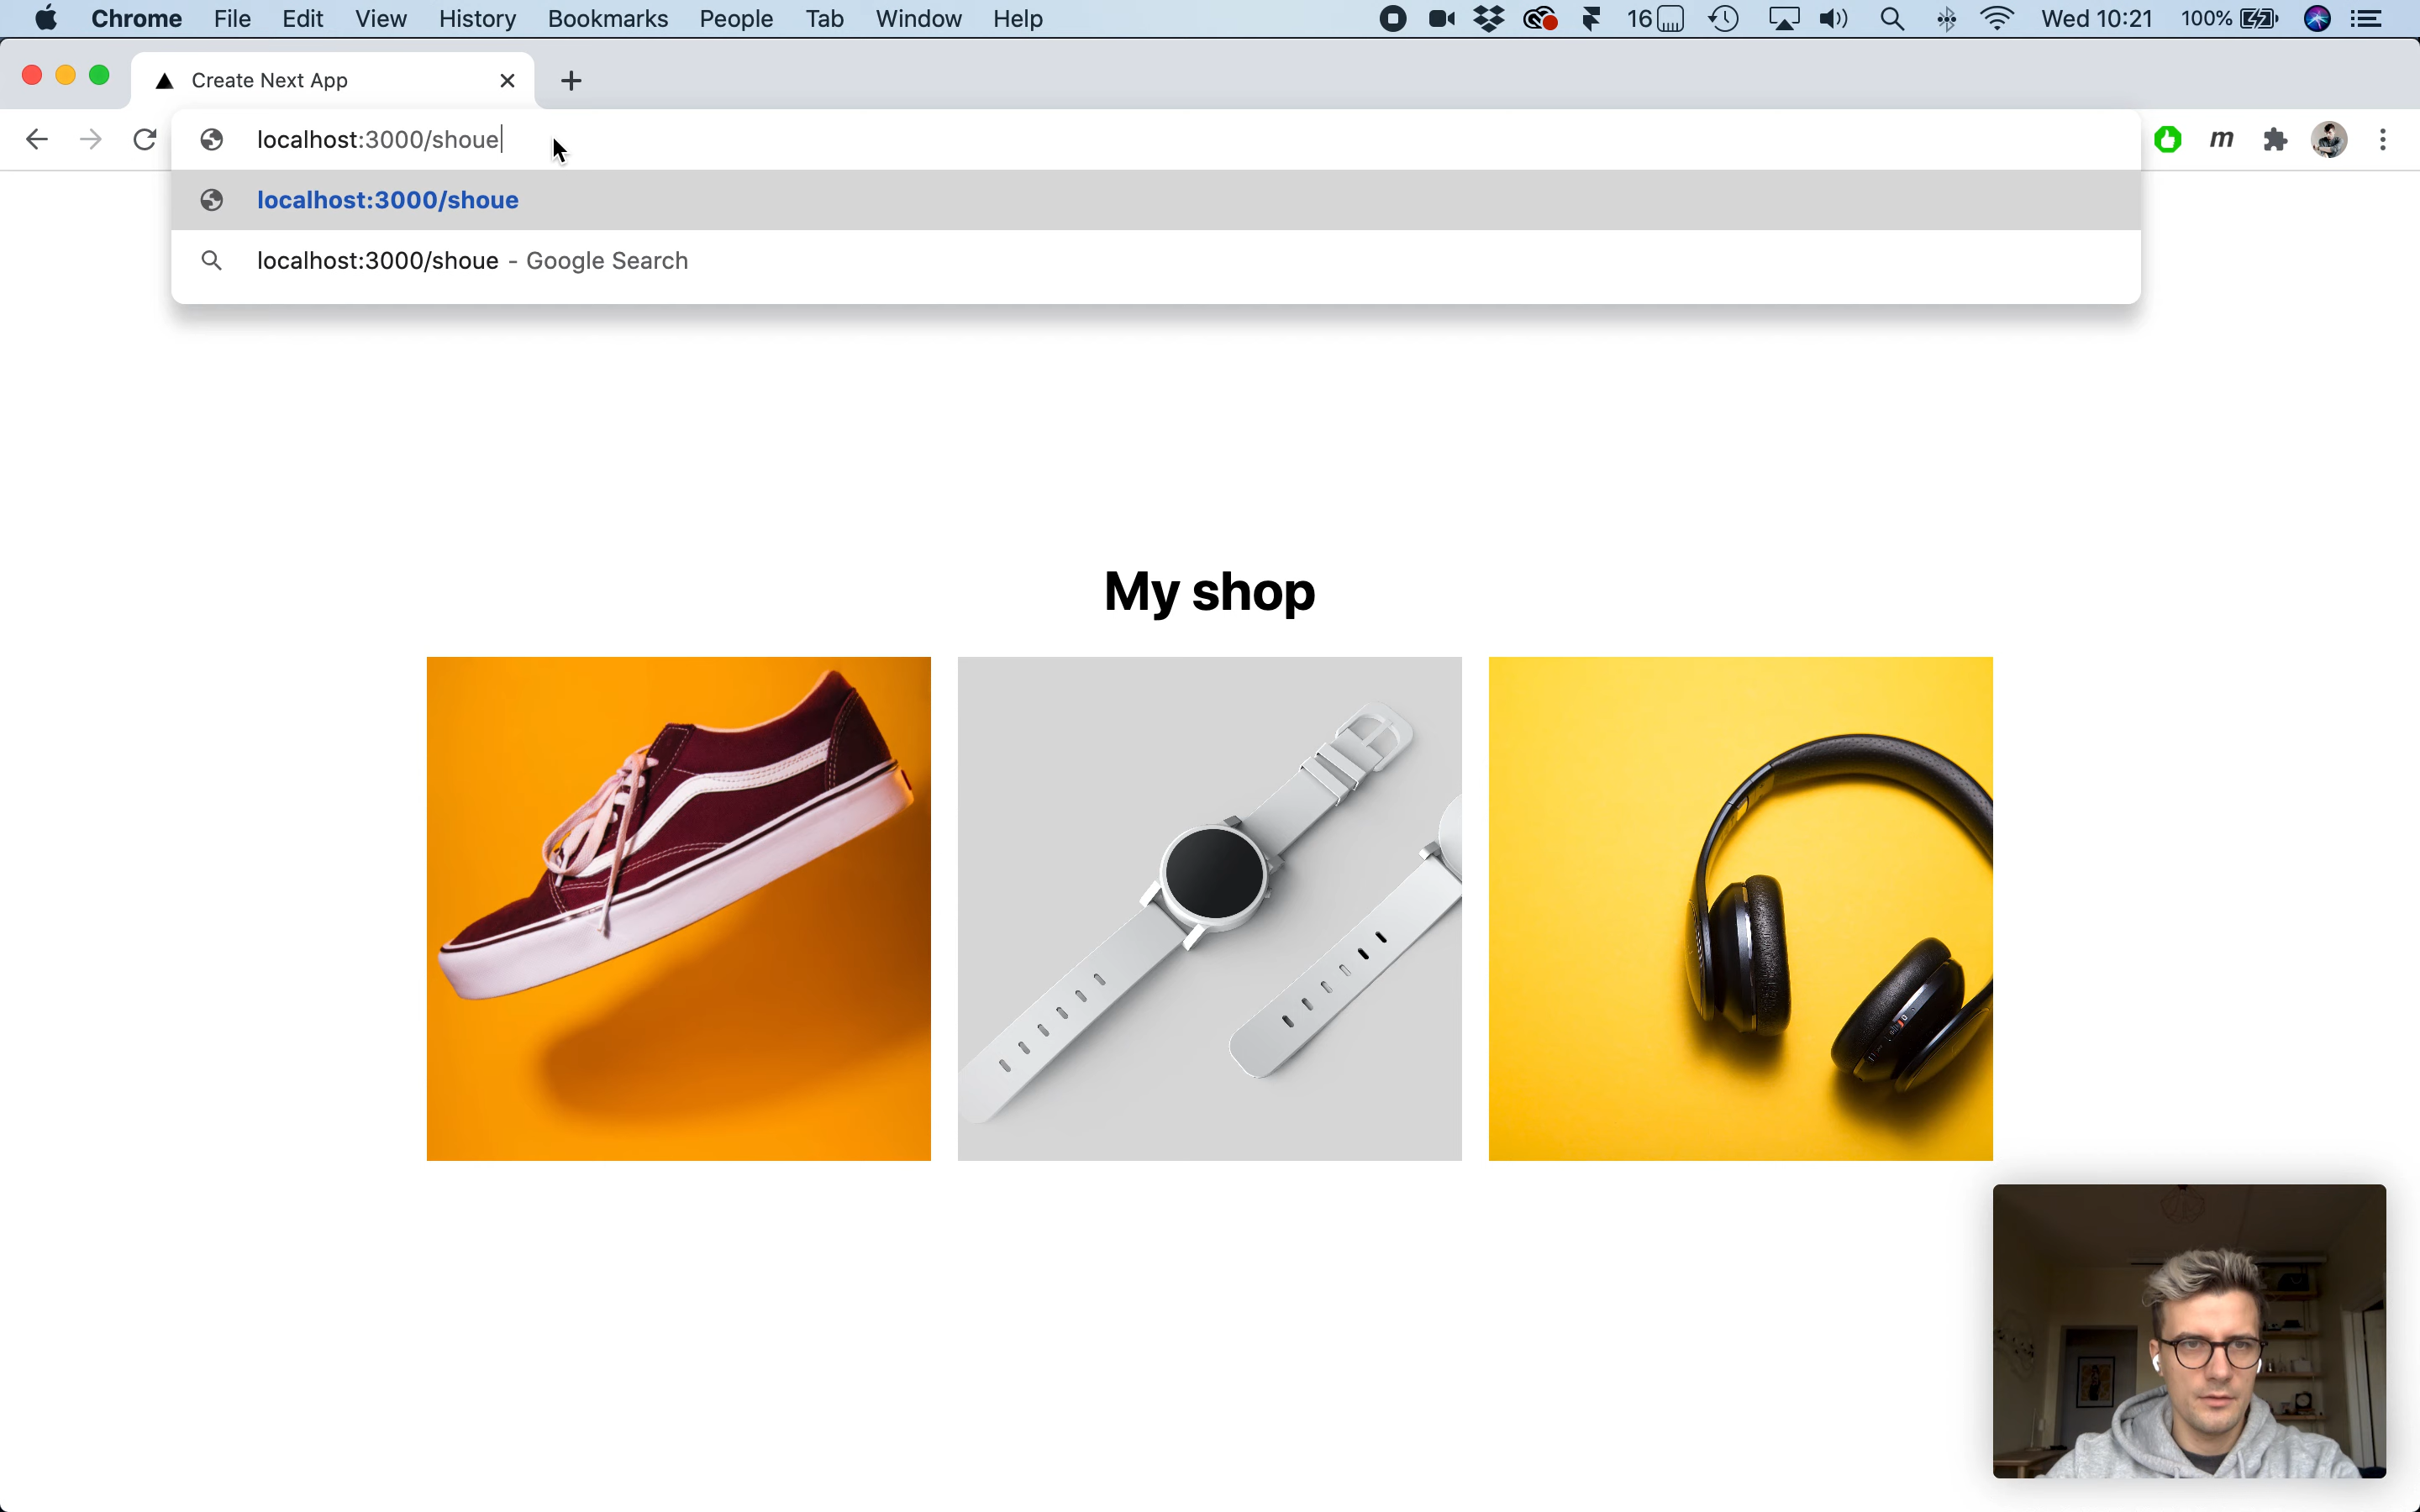 Chrome File Edit View History Bookmarks People Tab Window Help 16 Wed 10:21 100%
Create Next App
localhost:3000/shoue
m
localhost:3000/shoue
localhost:3000/shoue - Google Search
My shop